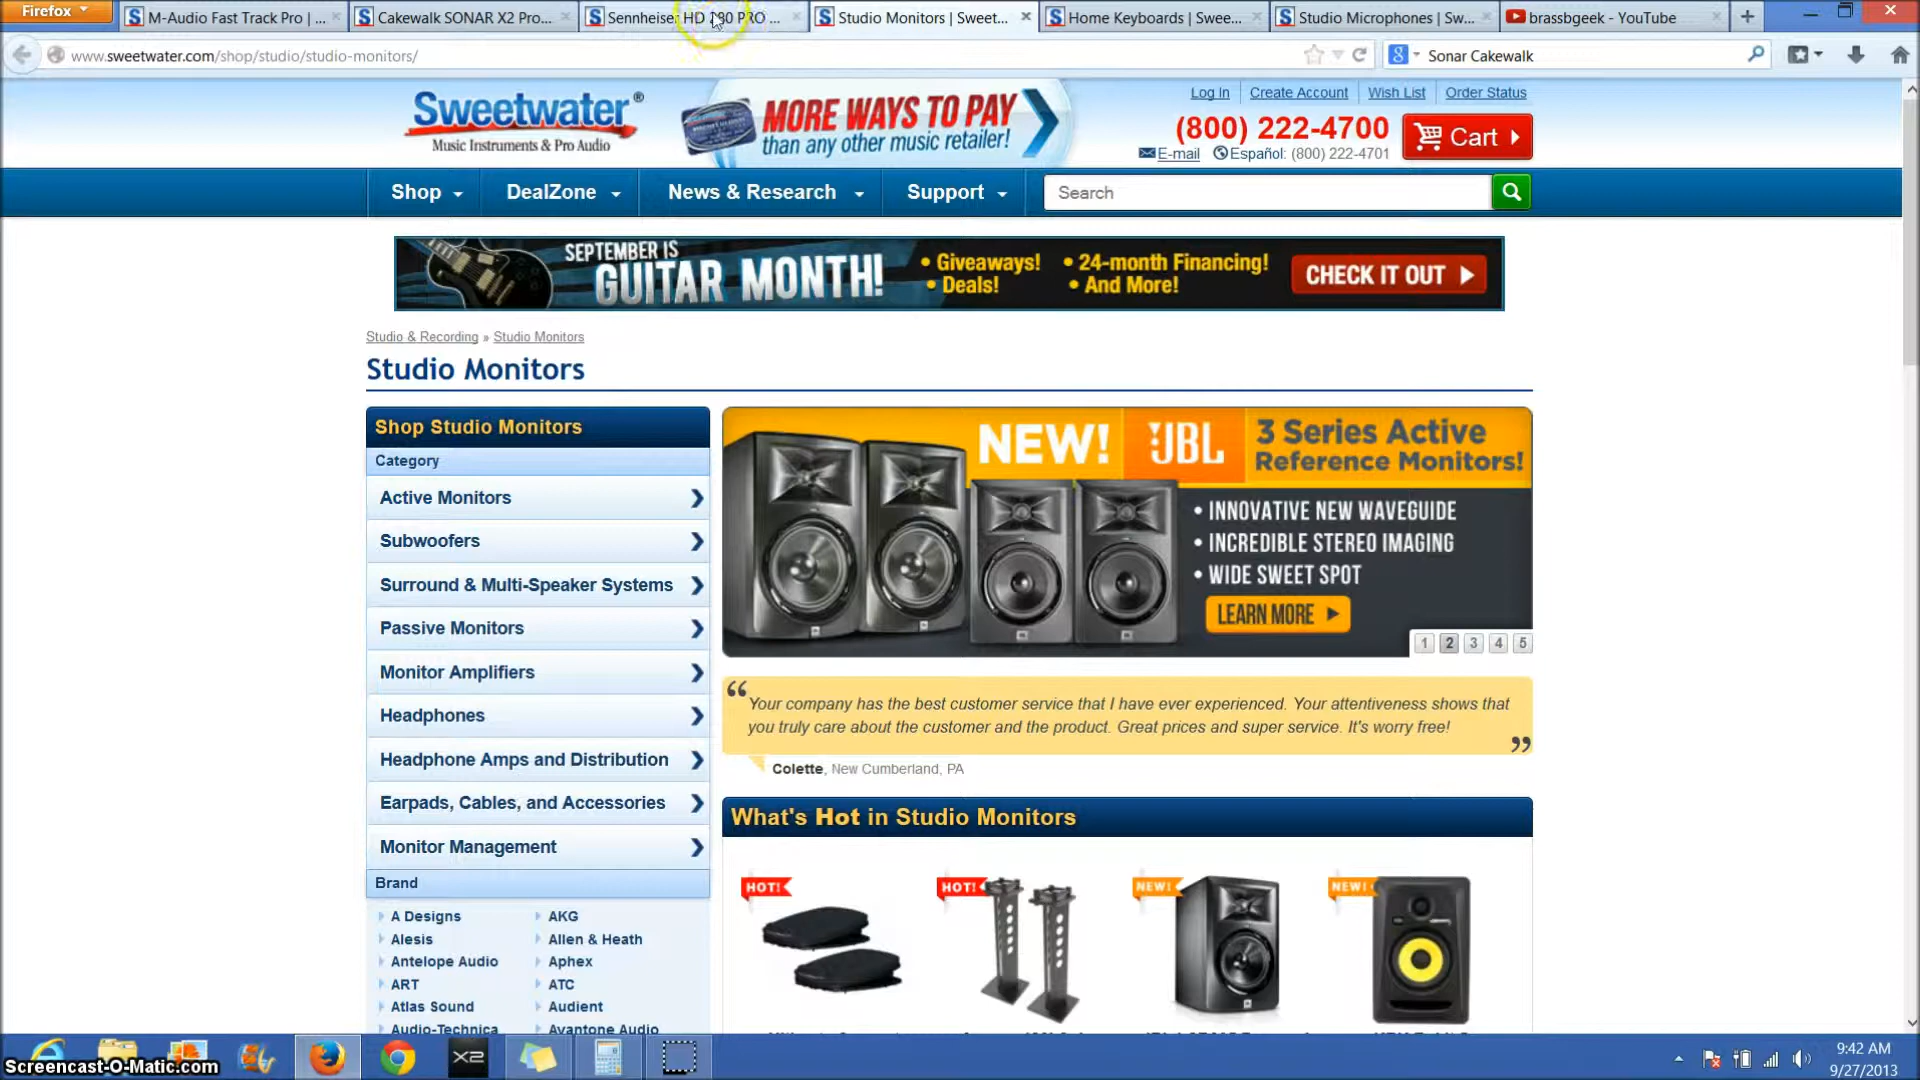 Firefox
M-Audio Fast Track Pro | ...
Cakewalk SONAR X2 Pro...
Sennheiser HD 280 PRO ...
Studio Monitors | Sweet...
Home Keyboards | Swee...
Studio Microphones | Sw...
brassbgeek - YouTube
www.sweetwater.com/shop/studio/studio-monitors/
Sonar Cakewalk
Sweetwater®
Music Instruments & Pro Audio
MORE WAYS TO PAY
than any other music retailer!
Log In
Create Account
Wish List
Order Status
(800) 222-4700
E-mail
Español: (800) 222-4701
Cart
Shop
DealZone
News & Research
Support
Search
SEPTEMBER IS
GUITAR MONTH!
• Giveaways!
• Deals!
• 24-month Financing!
• And More!
CHECK IT OUT
Studio & Recording » Studio Monitors
Studio Monitors
Shop Studio Monitors
Category
Active Monitors
Subwoofers
Surround & Multi-Speaker Systems
Passive Monitors
Monitor Amplifiers
Headphones
Headphone Amps and Distribution
Earpads, Cables, and Accessories
Monitor Management
Brand
A Designs
AKG
Alesis
Allen & Heath
Antelope Audio
Aphex
ART
ATC
Atlas Sound
Audient
Audio-Technica
Avantone Audio
NEW!
JBL
3 Series Active
Reference Monitors!
• INNOVATIVE NEW WAVEGUIDE
• INCREDIBLE STEREO IMAGING
• WIDE SWEET SPOT
LEARN MORE
1 2 3 4 5
“ Your company has the best customer service that I have ever experienced. Your attentiveness shows that
you truly care about the customer and the product. Great prices and super service. It's worry free! ”
Colette, New Cumberland, PA
What's Hot in Studio Monitors
HOT!
HOT!
NEW!
NEW!
X2
Screencast-O-Matic.com
9:42 AM
9/27/2013